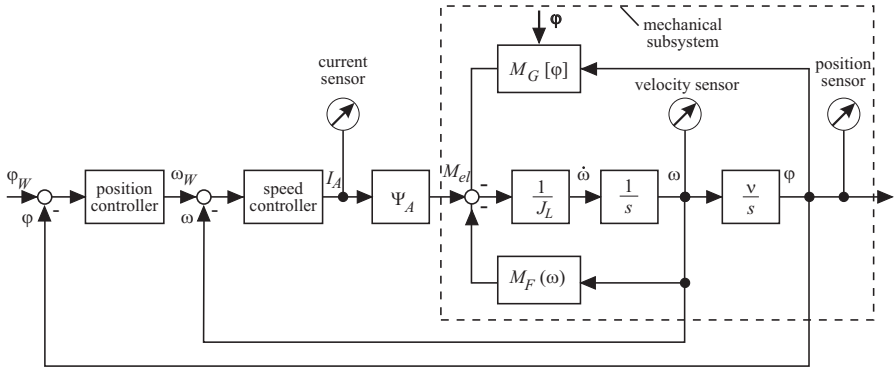 φ
mechanical
subsystem
current
sensor
M_G [φ]
velocity sensor
position
sensor
φ_W
φ
-
position
controller
ω_W
ω
-
speed
controller
I_A
Ψ_A
M_el
-
-
1
J_L
ω̇
1
s
ω
ν
s
φ
M_F (ω)